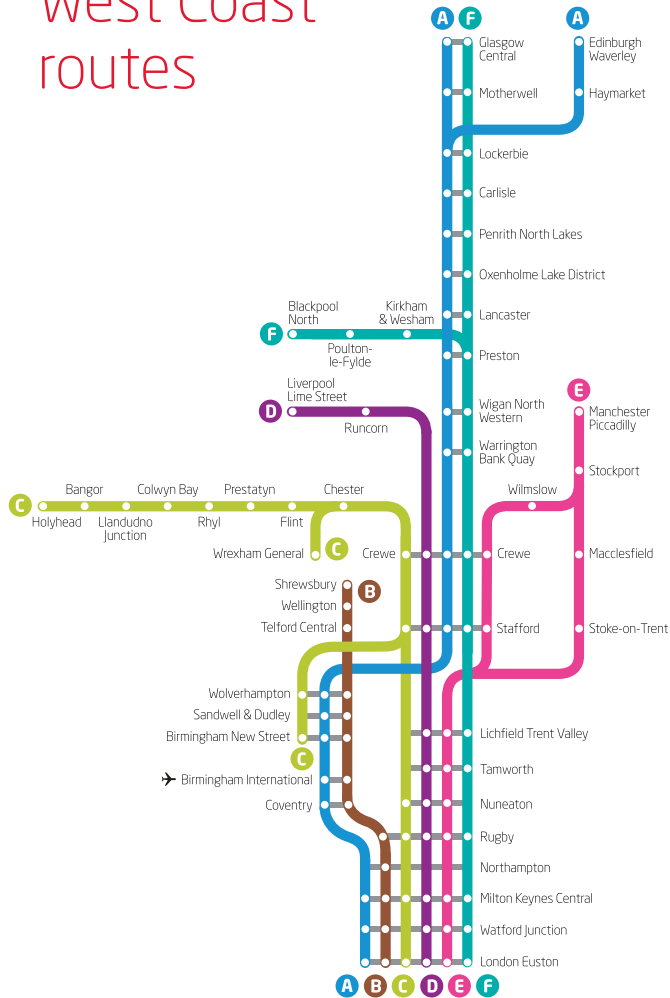 West Coast
routes
A
F
A
Glasgow
Central
Edinburgh
Waverley
Motherwell
Haymarket
Lockerbie
Carlisle
Penrith North Lakes
Oxenholme Lake District
Blackpool
North
Kirkham
& Wesham
Lancaster
F
Poulton-
le-Fylde
Preston
Liverpool
Lime Street
E
D
Runcorn
Wigan North
Western
Manchester
Piccadilly
Warrington
Bank Quay
Stockport
Bangor
Colwyn Bay
Prestatyn
Chester
Wilmslow
C
Holyhead
Llandudno
Junction
Rhyl
Flint
Wrexham General
C
Crewe
Crewe
Macclesfield
Shrewsbury
B
Wellington
Telford Central
Stafford
Stoke-on-Trent
Wolverhampton
Sandwell & Dudley
Birmingham New Street
Lichfield Trent Valley
C
Tamworth
Birmingham International
Coventry
Nuneaton
Rugby
Northampton
Milton Keynes Central
Watford Junction
London Euston
A
B
C
D
E
F